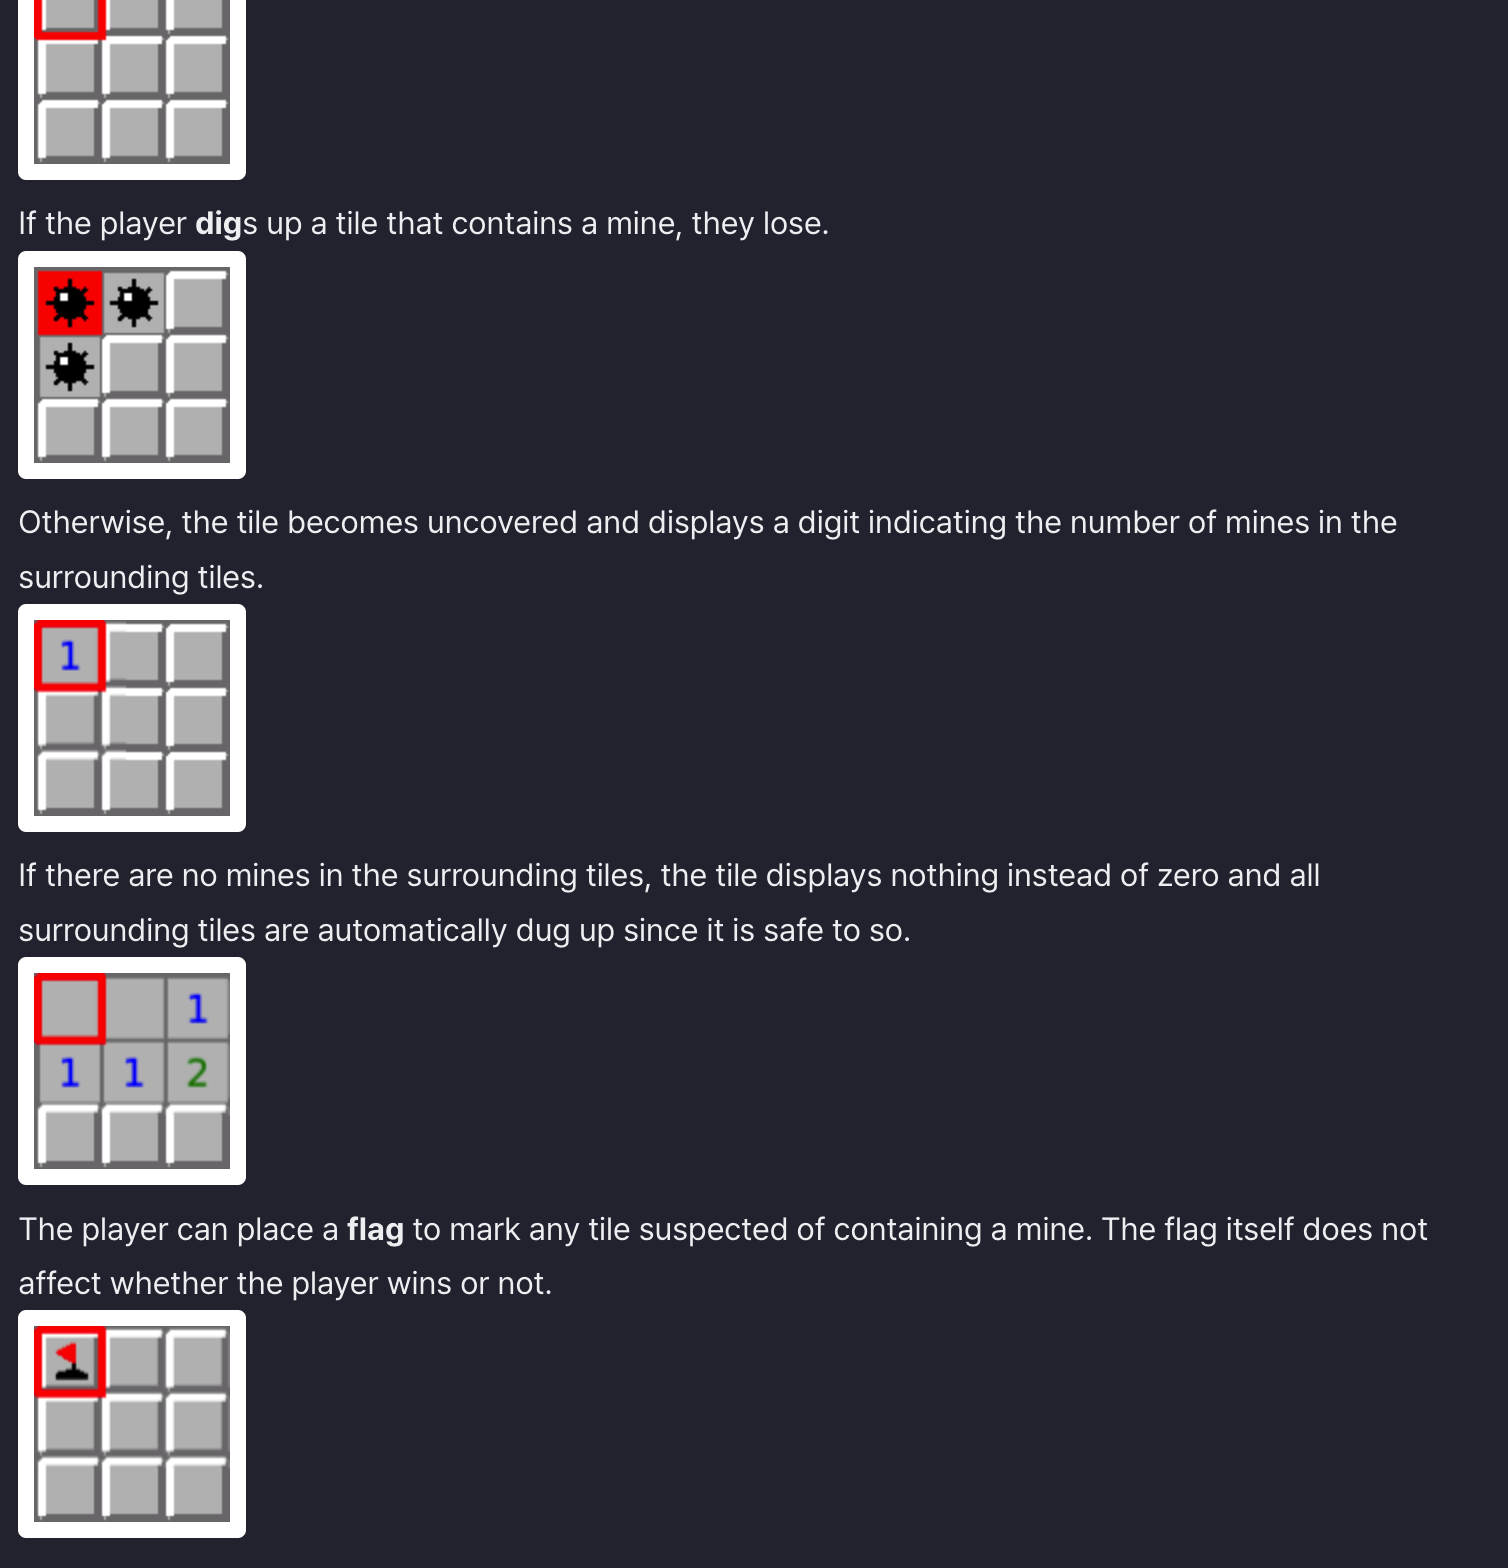 If the player digs up a tile that contains a mine, they lose.
Otherwise, the tile becomes uncovered and displays a digit indicating the number of mines in the
surrounding tiles.
1
If there are no mines in the surrounding tiles, the tile displays nothing instead of zero and all
surrounding tiles are automatically dug up since it is safe to so.
1
1 1 2
The player can place a flag to mark any tile suspected of containing a mine. The flag itself does not
affect whether the player wins or not.